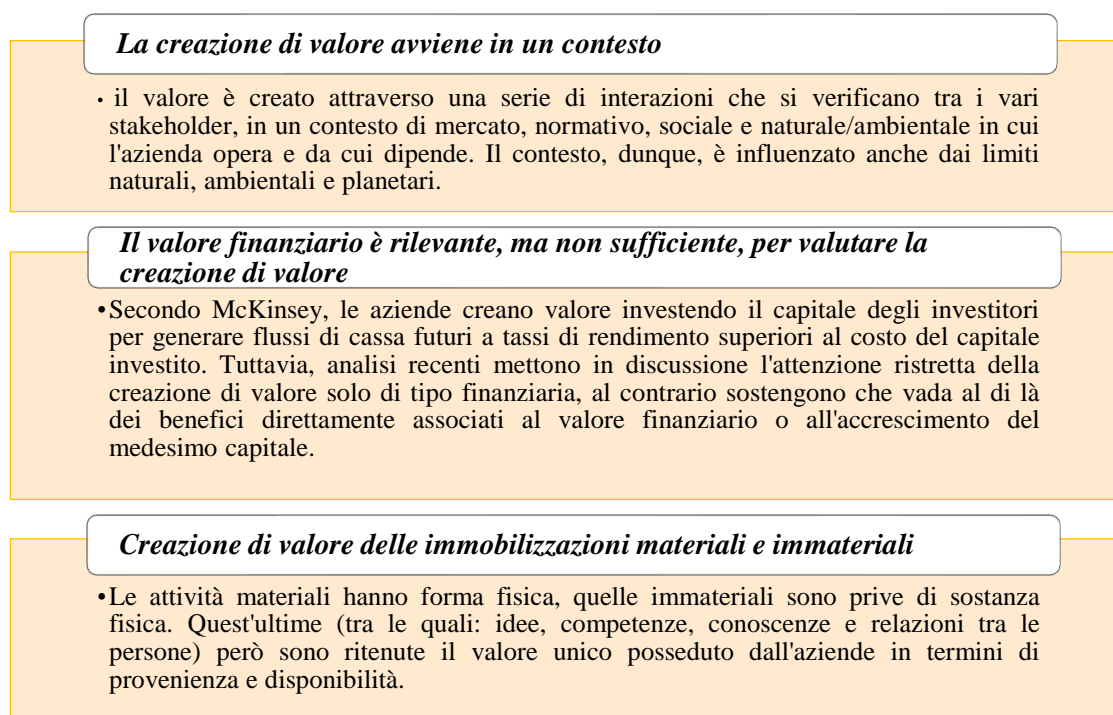 La creazione di valore avviene in un contesto
• il valore è creato attraverso una serie di interazioni che si verificano tra i vari
stakeholder, in un contesto di mercato, normativo, sociale e naturale/ambientale in cui
l'azienda opera e da cui dipende. Il contesto, dunque, è influenzato anche dai limiti
naturali, ambientali e planetari.
Il valore finanziario è rilevante, ma non sufficiente, per valutare la
creazione di valore
•Secondo McKinsey, le aziende creano valore investendo il capitale degli investitori
per generare flussi di cassa futuri a tassi di rendimento superiori al costo del capitale
investito. Tuttavia, analisi recenti mettono in discussione l'attenzione ristretta della
creazione di valore solo di tipo finanziaria, al contrario sostengono che vada al di là
dei benefici direttamente associati al valore finanziario o all'accrescimento del
medesimo capitale.
Creazione di valore delle immobilizzazioni materiali e immateriali
•Le attività materiali hanno forma fisica, quelle immateriali sono prive di sostanza
fisica. Quest'ultime (tra le quali: idee, competenze, conoscenze e relazioni tra le
persone) però sono ritenute il valore unico posseduto dall'aziende in termini di
provenienza e disponibilità.